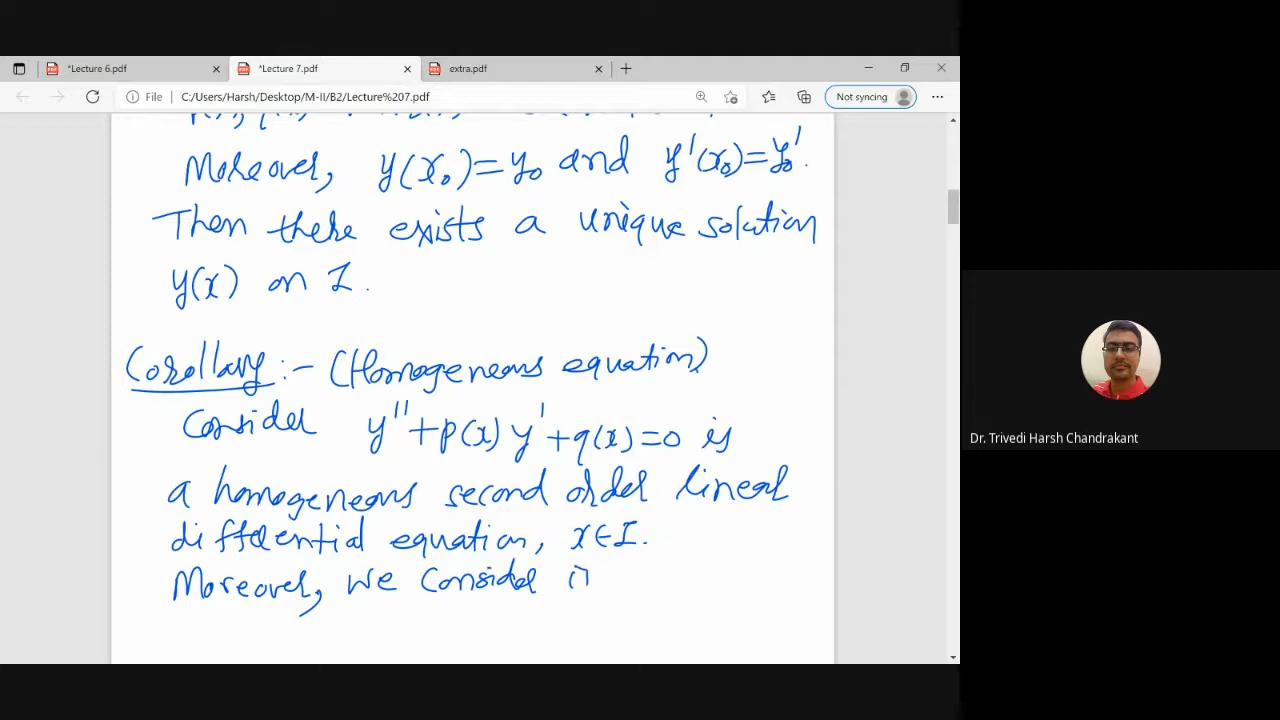 *Lecture 6.pdf
*Lecture 7.pdf
extra.pdf
File
C:/Users/Harsh/Desktop/M-II/B2/Lecture%207.pdf
Not syncing
Moreover, y(x₀)=y₀ and y'(x₀)=y₀'.
Then there exists a unique solution
y(x) on I.
Corollary:- (Homogeneous equation)
Consider y''+p(x)y'+q(x)=0 is
a homogeneous second order linear
differential equation, x∈I.
Moreover, we consider
Dr. Trivedi Harsh Chandrakant